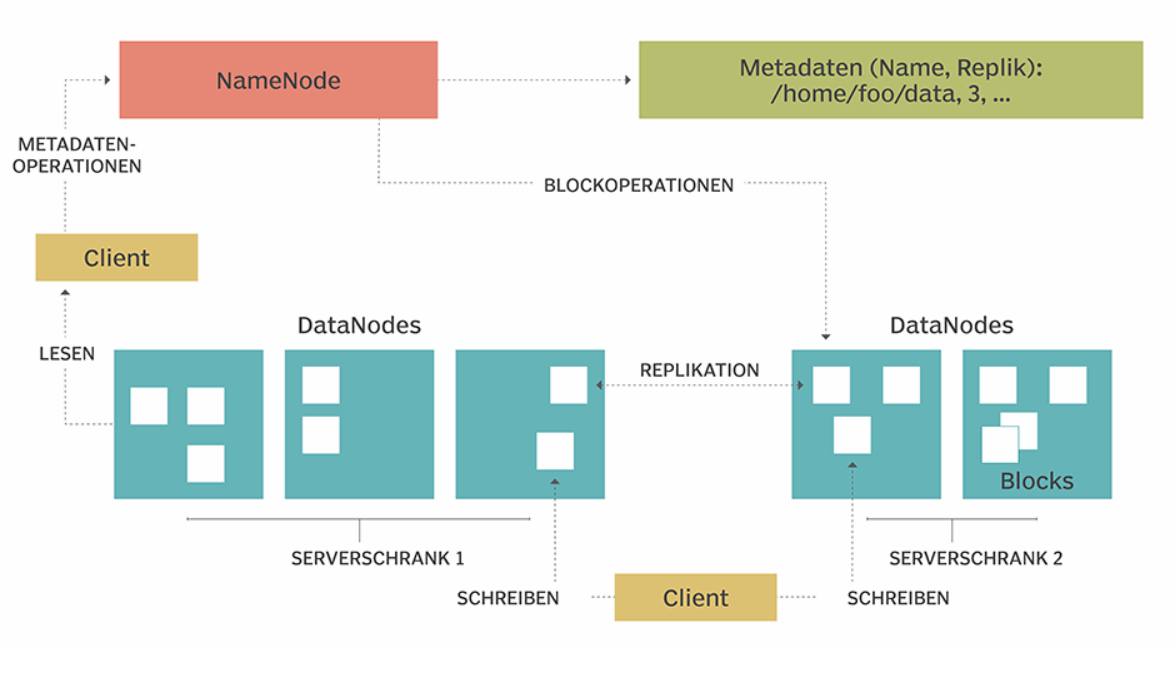 NameNode
Metadaten (Name, Replik):
/home/foo/data, 3, ...
METADATEN-
OPERATIONEN
BLOCKOPERATIONEN
Client
DataNodes
DataNodes
LESEN
REPLIKATION
Blocks
SERVERSCHRANK 1
SERVERSCHRANK 2
SCHREIBEN
Client
SCHREIBEN